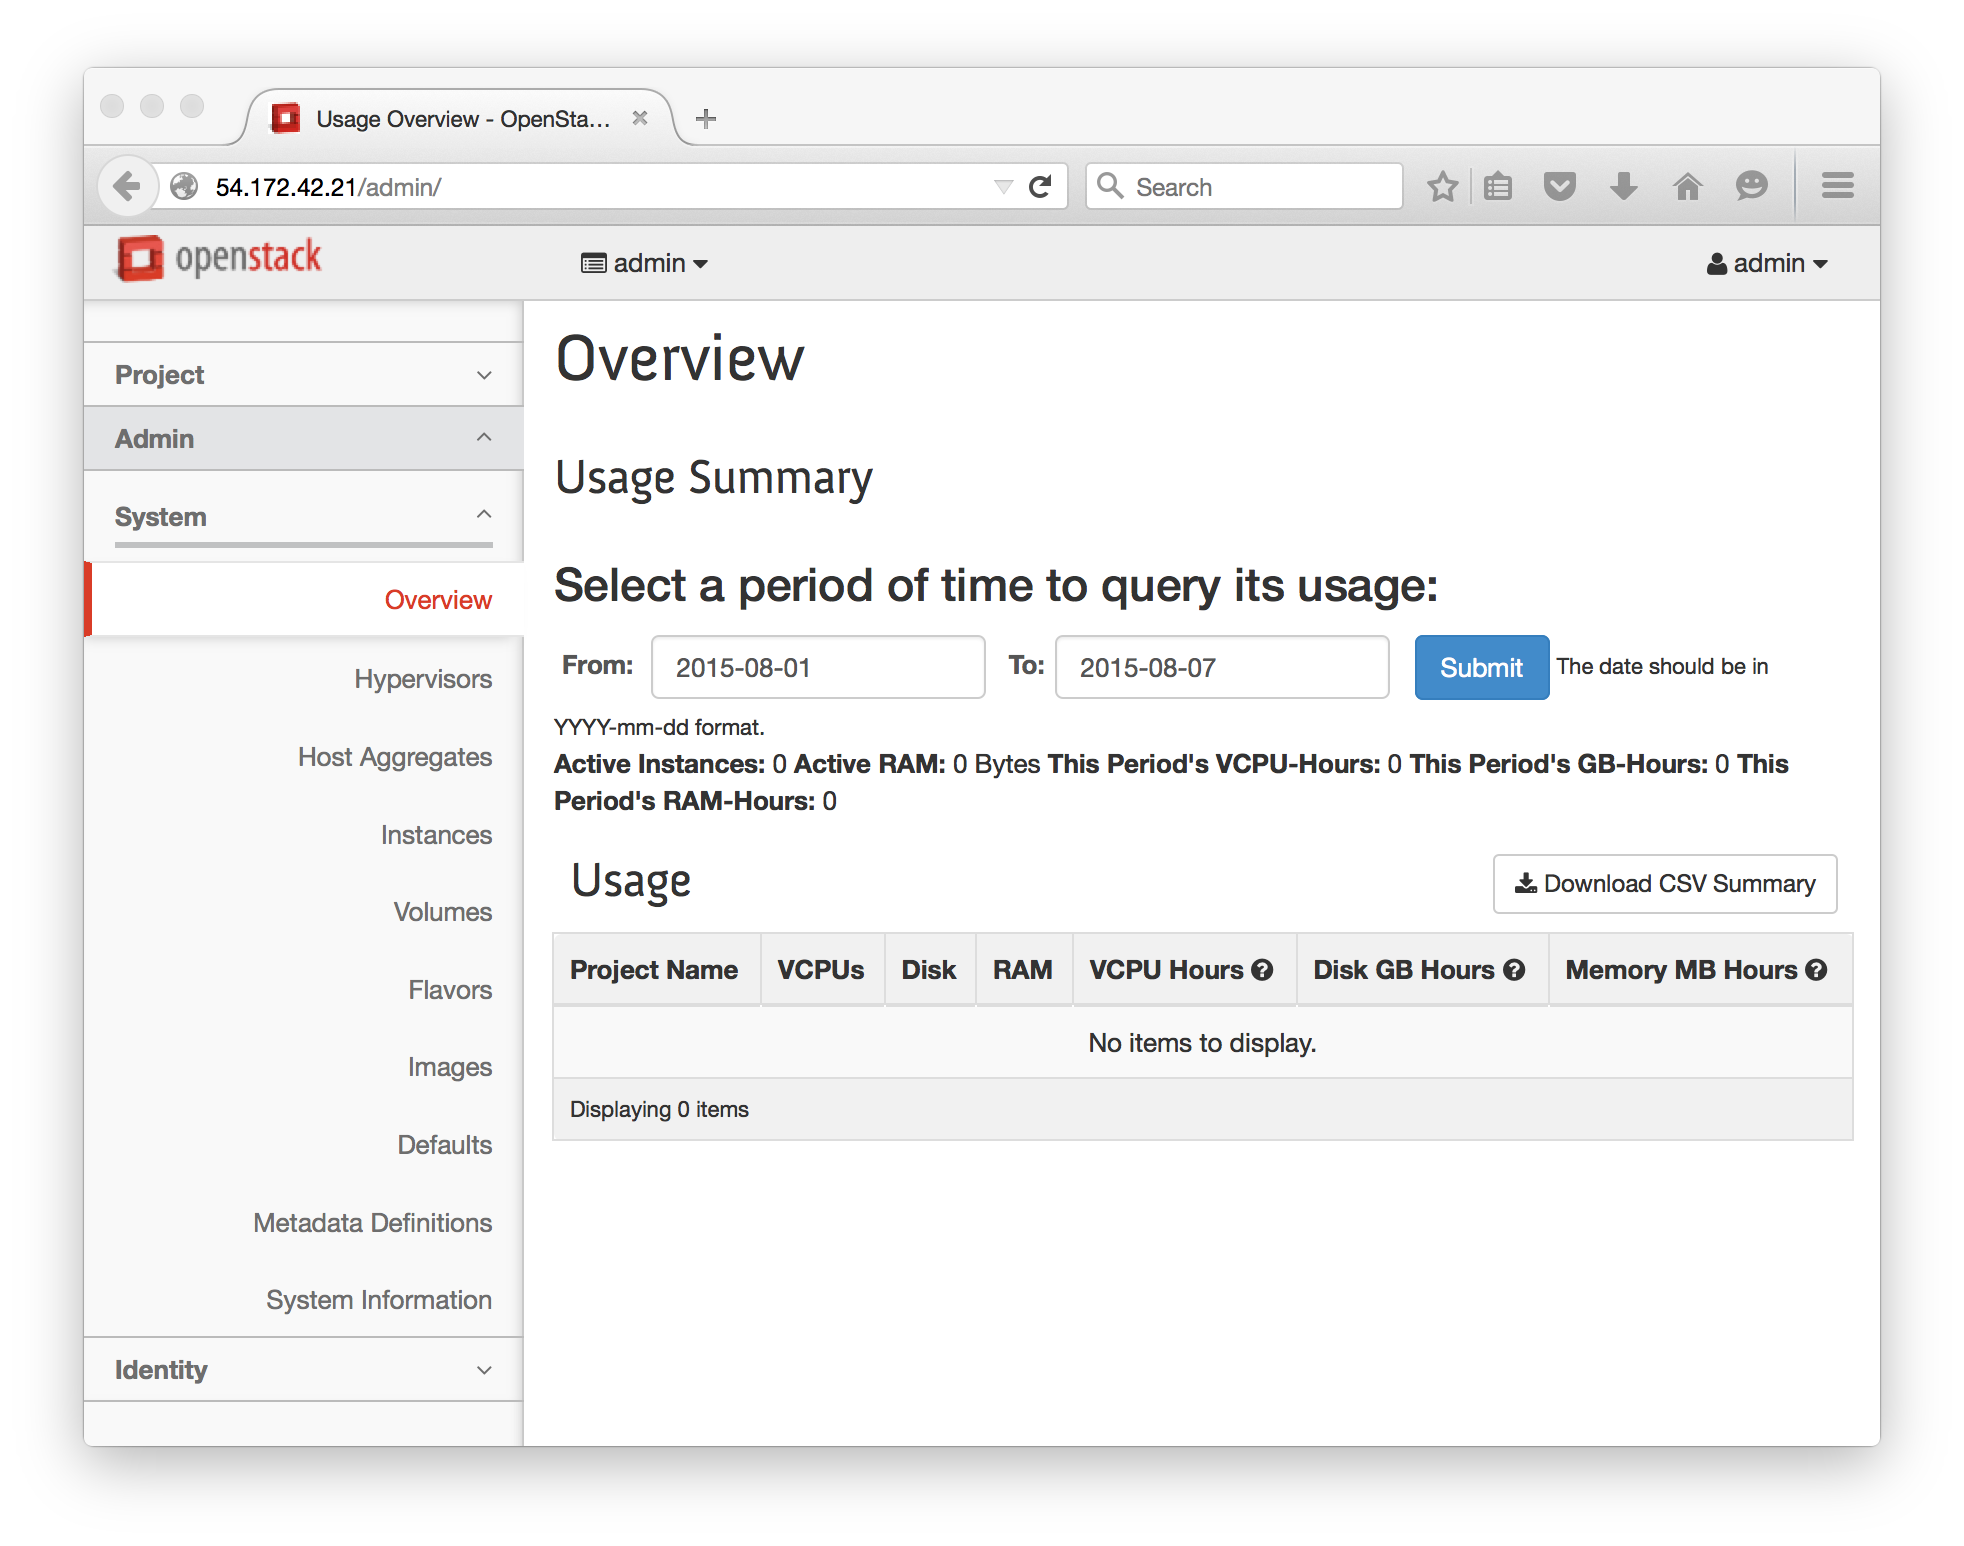 Usage Overview - OpenSta...
54.172.42.21/admin/
Search
openstack
admin
admin
Project
Admin
System
Overview
Hypervisors
Host Aggregates
Instances
Volumes
Flavors
Images
Defaults
Metadata Definitions
System Information
Identity
Overview
Usage Summary
Select a period of time to query its usage:
From: 2015-08-01 To: 2015-08-07 Submit The date should be in
YYYY-mm-dd format.
Active Instances: 0 Active RAM: 0 Bytes This Period's VCPU-Hours: 0 This Period's GB-Hours: 0 This
Period's RAM-Hours: 0
Usage
Download CSV Summary
Project Name VCPUs Disk RAM VCPU Hours Disk GB Hours Memory MB Hours
No items to display.
Displaying 0 items